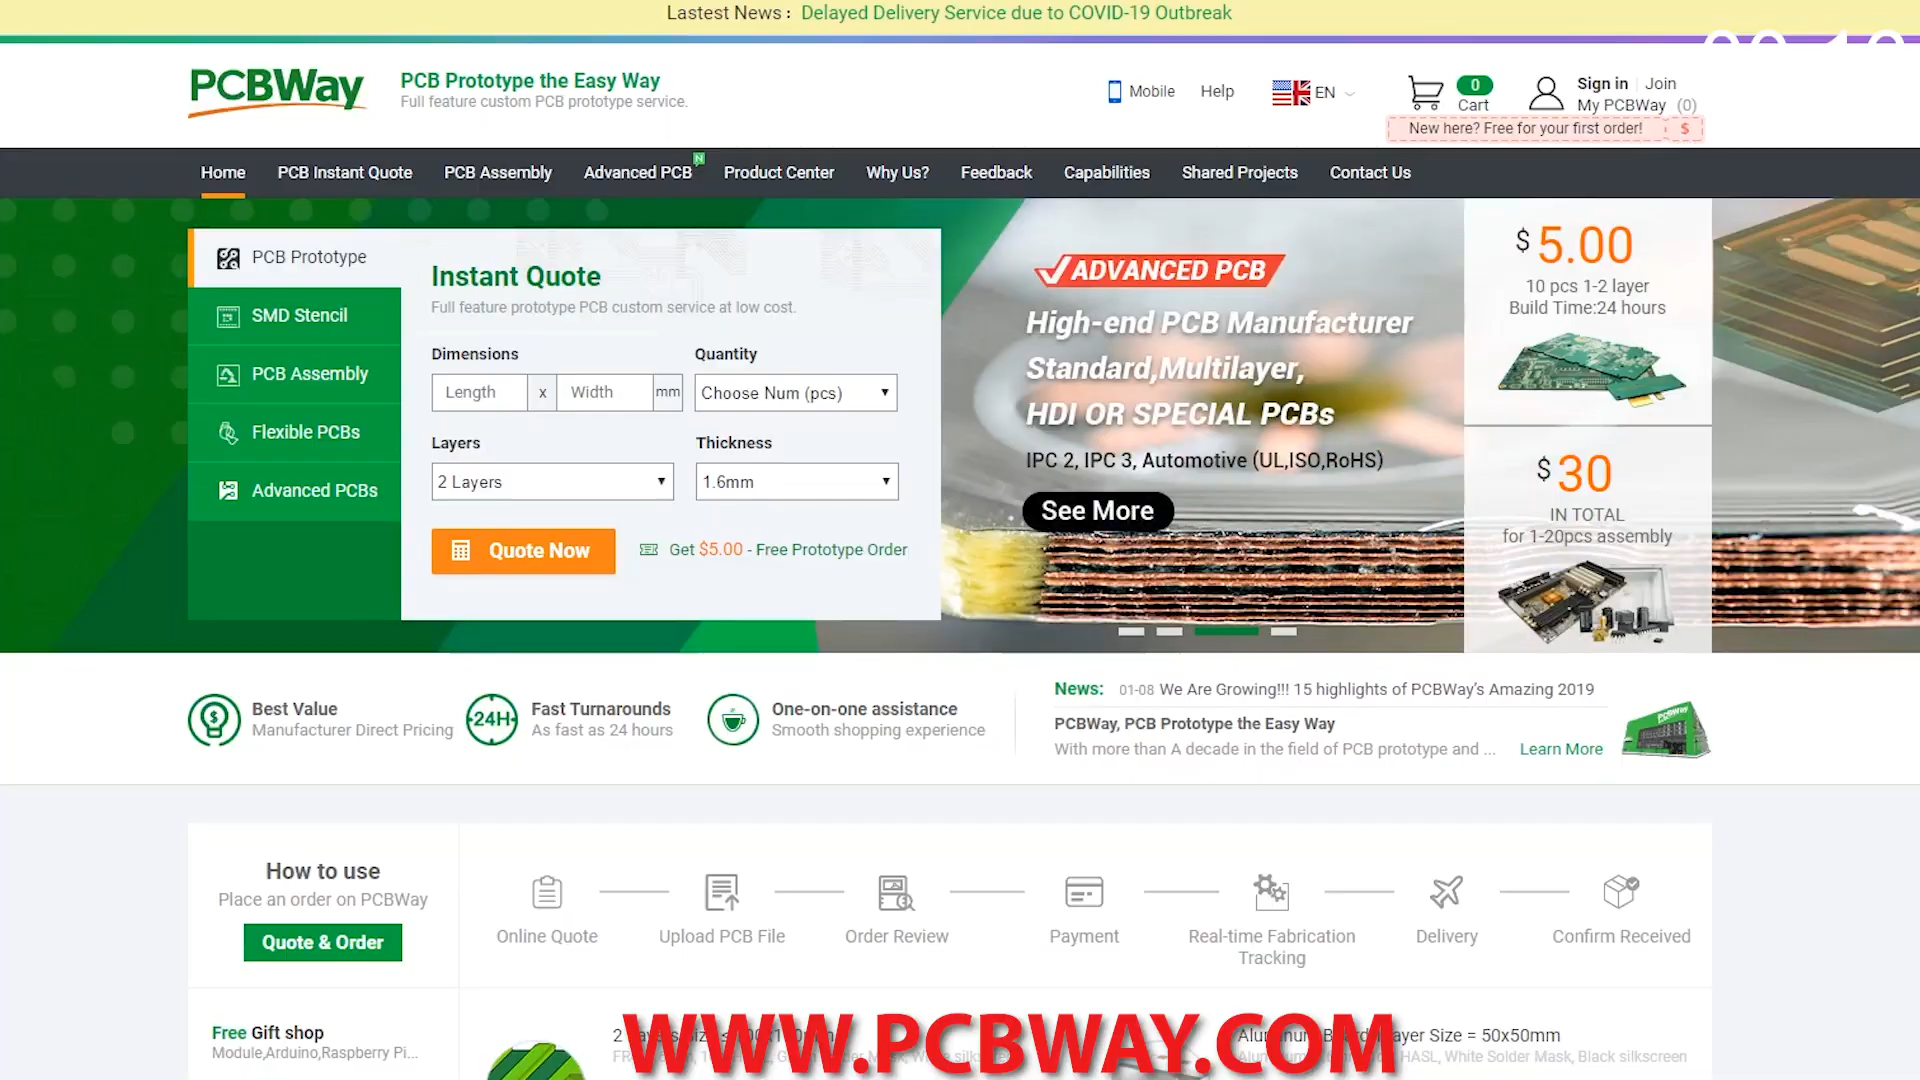 Lastest News : Delayed Delivery Service due to COVID-19 Outbreak
PCBWay
PCB Prototype the Easy Way
Full feature custom PCB prototype service.
Mobile
Help
EN
0
Cart
Sign in
Join
My PCBWay (0)
New here? Free for your first order! $
Home
PCB Instant Quote
PCB Assembly
Advanced PCB
N
Product Center
Why Us?
Feedback
Capabilities
Shared Projects
Contact Us
PCB Prototype
SMD Stencil
PCB Assembly
Flexible PCBs
Advanced PCBs
Instant Quote
Full feature prototype PCB custom service at low cost.
Dimensions
Quantity
Length x Width mm
Choose Num (pcs)
Layers
Thickness
2 Layers
1.6mm
Quote Now
Get $5.00 - Free Prototype Order
ADVANCED PCB
High-end PCB Manufacturer
Standard,Multilayer,
HDI OR SPECIAL PCBs
IPC 2, IPC 3, Automotive (UL,ISO,RoHS)
See More
$ 5.00
10 pcs 1-2 layer
Build Time:24 hours
$ 30
IN TOTAL
for 1-20pcs assembly
Best Value
Manufacturer Direct Pricing
24H
Fast Turnarounds
As fast as 24 hours
One-on-one assistance
Smooth shopping experience
News: 01-08 We Are Growing!!! 15 highlights of PCBWay's Amazing 2019
PCBWay, PCB Prototype the Easy Way
With more than A decade in the field of PCB prototype and ... Learn More
PCBWay
How to use
Place an order on PCBWay
Quote & Order
Online Quote
Upload PCB File
Order Review
Payment
Real-time Fabrication
Tracking
Delivery
Confirm Received
Free Gift shop
Module,Arduino,Raspberry Pi...
Layer Size = 50x50mm
HASL, White Solder Mask, Black silkscreen
WWW.PCBWAY.COM